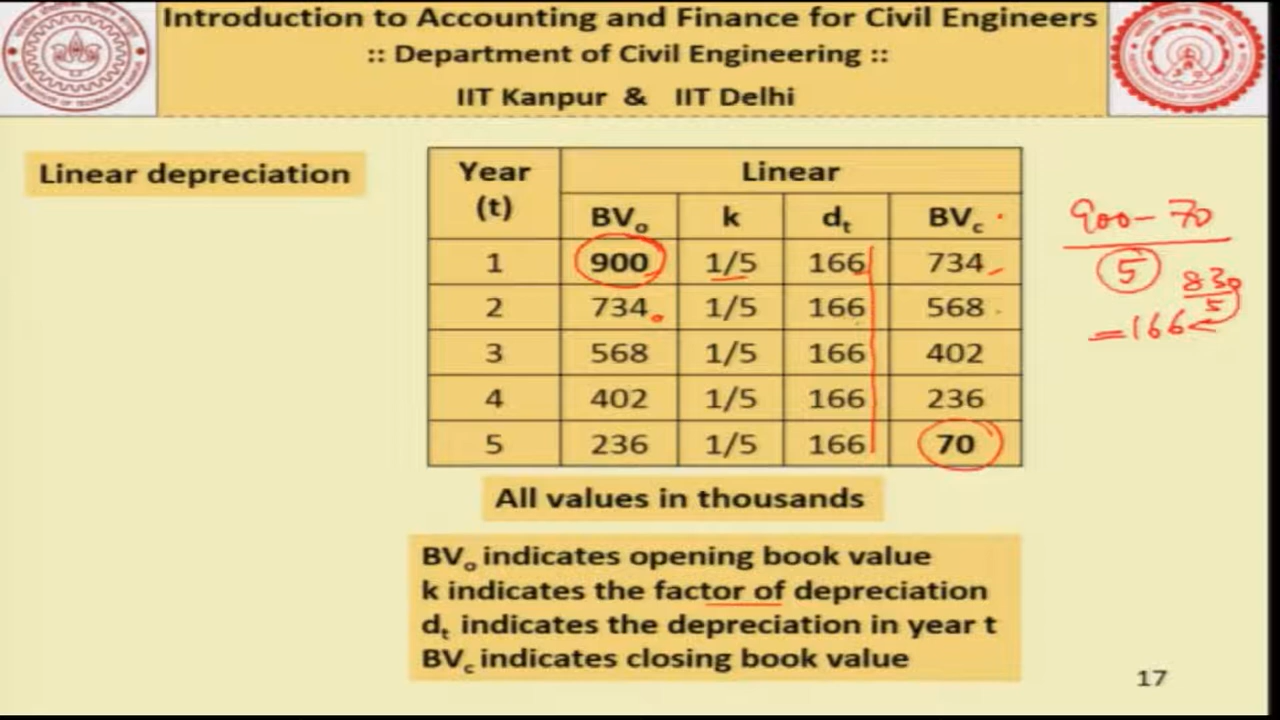 Introduction to Accounting and Finance for Civil Engineers
:: Department of Civil Engineering ::
IIT Kanpur & IIT Delhi
Linear depreciation
Year (t) Linear
BVo k dt BVc
1 900 1/5 166 734
2 734 1/5 166 568
3 568 1/5 166 402
4 402 1/5 166 236
5 236 1/5 166 70
900 - 70
5
830
5
= 166
All values in thousands
BVo indicates opening book value
k indicates the factor of depreciation
dt indicates the depreciation in year t
BVc indicates closing book value
17